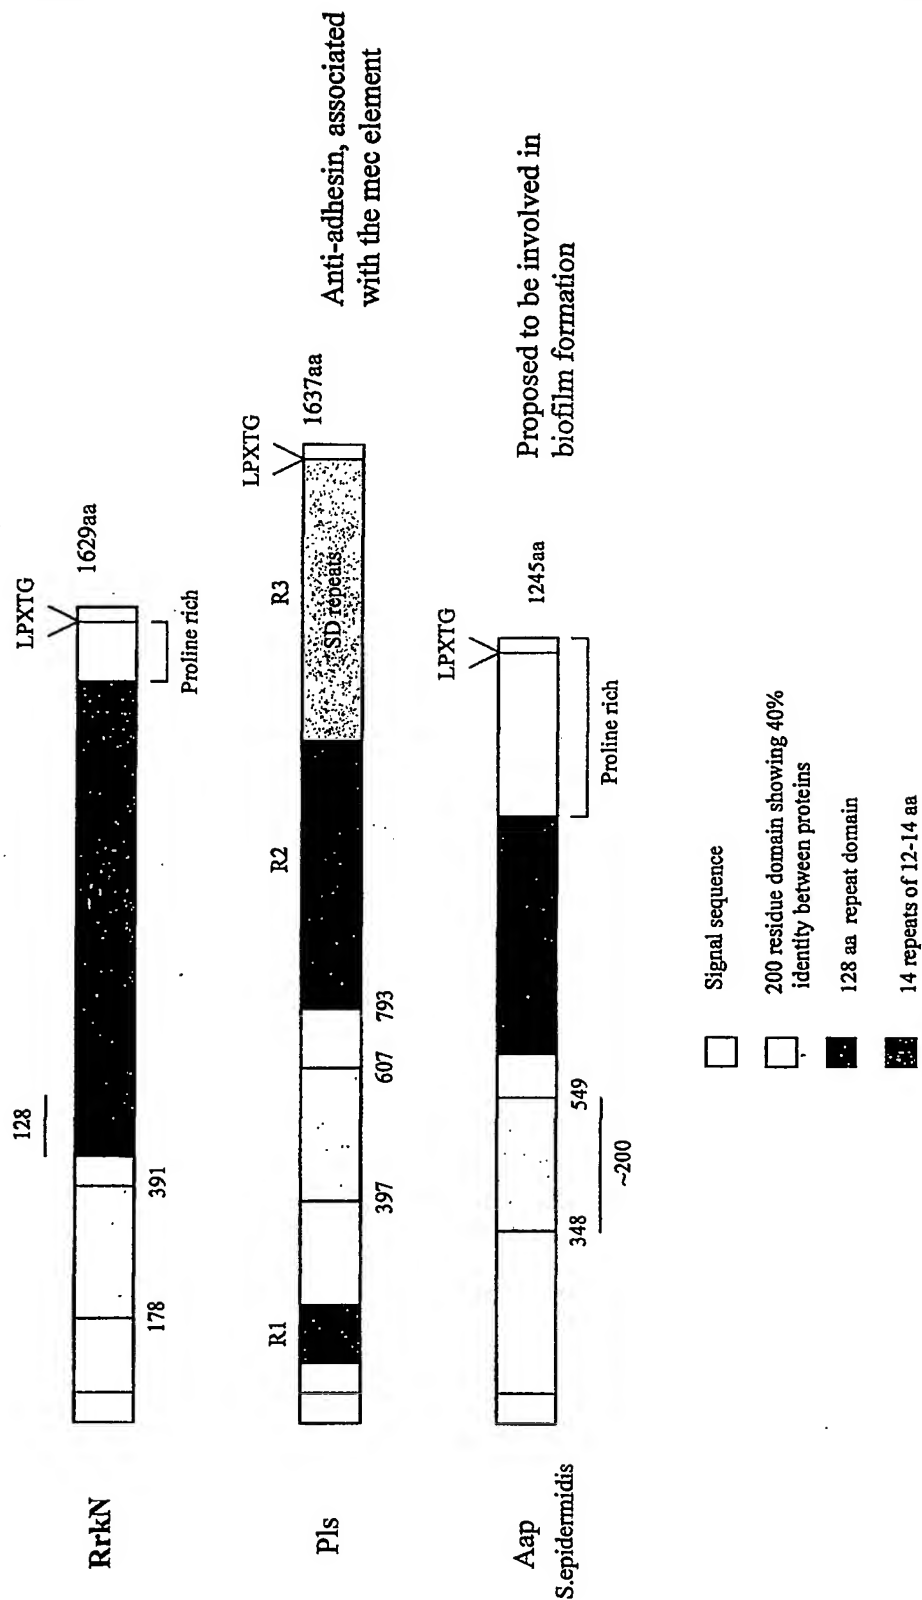 RrkN
128
LPXTG
1629aa
178
391
Proline rich
Pls
R1
R2
R3
SD repeats
LPXTG
1637aa
397
607
793
Anti-adhesin, associated
with the mec element
Aap
S.epidermidis
LPXTG
1245aa
348
549
~200
Proline rich
Proposed to be involved in
biofilm formation
Signal sequence
200 residue domain showing 40%
identity between proteins
128 aa repeat domain
14 repeats of 12-14 aa